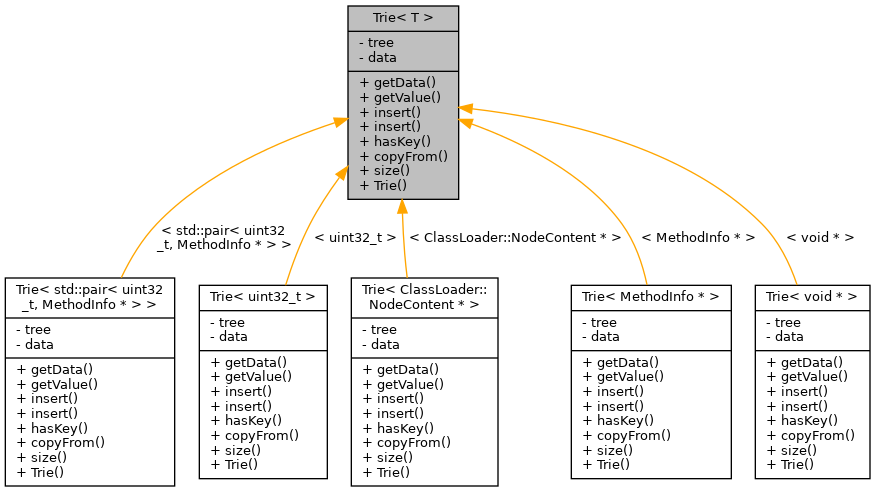 Trie< T >
- tree
- data
+ getData()
+ getValue()
+ insert()
+ insert()
+ hasKey()
+ copyFrom()
+ size()
+ Trie()
< std::pair< uint32
_t, MethodInfo * > >
< uint32_t >
< ClassLoader::NodeContent * >
< MethodInfo * >
< void * >
Trie< std::pair< uint32
_t, MethodInfo * > >
- tree
- data
+ getData()
+ getValue()
+ insert()
+ insert()
+ hasKey()
+ copyFrom()
+ size()
+ Trie()
Trie< uint32_t >
- tree
- data
+ getData()
+ getValue()
+ insert()
+ insert()
+ hasKey()
+ copyFrom()
+ size()
+ Trie()
Trie< ClassLoader::
NodeContent * >
- tree
- data
+ getData()
+ getValue()
+ insert()
+ insert()
+ hasKey()
+ copyFrom()
+ size()
+ Trie()
Trie< MethodInfo * >
- tree
- data
+ getData()
+ getValue()
+ insert()
+ insert()
+ hasKey()
+ copyFrom()
+ size()
+ Trie()
Trie< void * >
- tree
- data
+ getData()
+ getValue()
+ insert()
+ insert()
+ hasKey()
+ copyFrom()
+ size()
+ Trie()